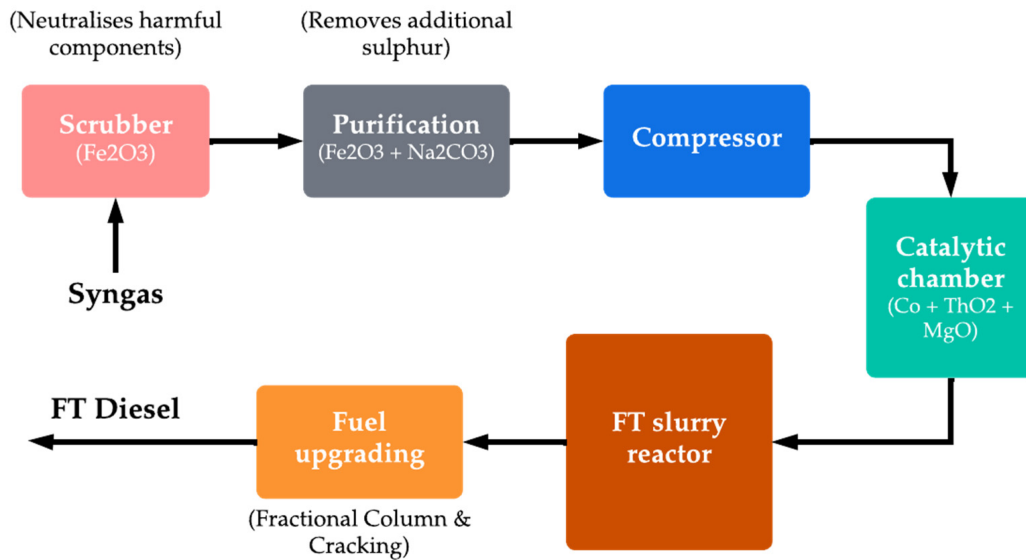 (Neutralises harmful
components)
(Removes additional
sulphur)
Scrubber
(Fe2O3)
Purification
(Fe2O3 + Na2CO3)
Compressor
Catalytic
chamber
(Co + ThO2 +
MgO)
Syngas
FT Diesel
Fuel
upgrading
(Fractional Column &
Cracking)
FT slurry
reactor